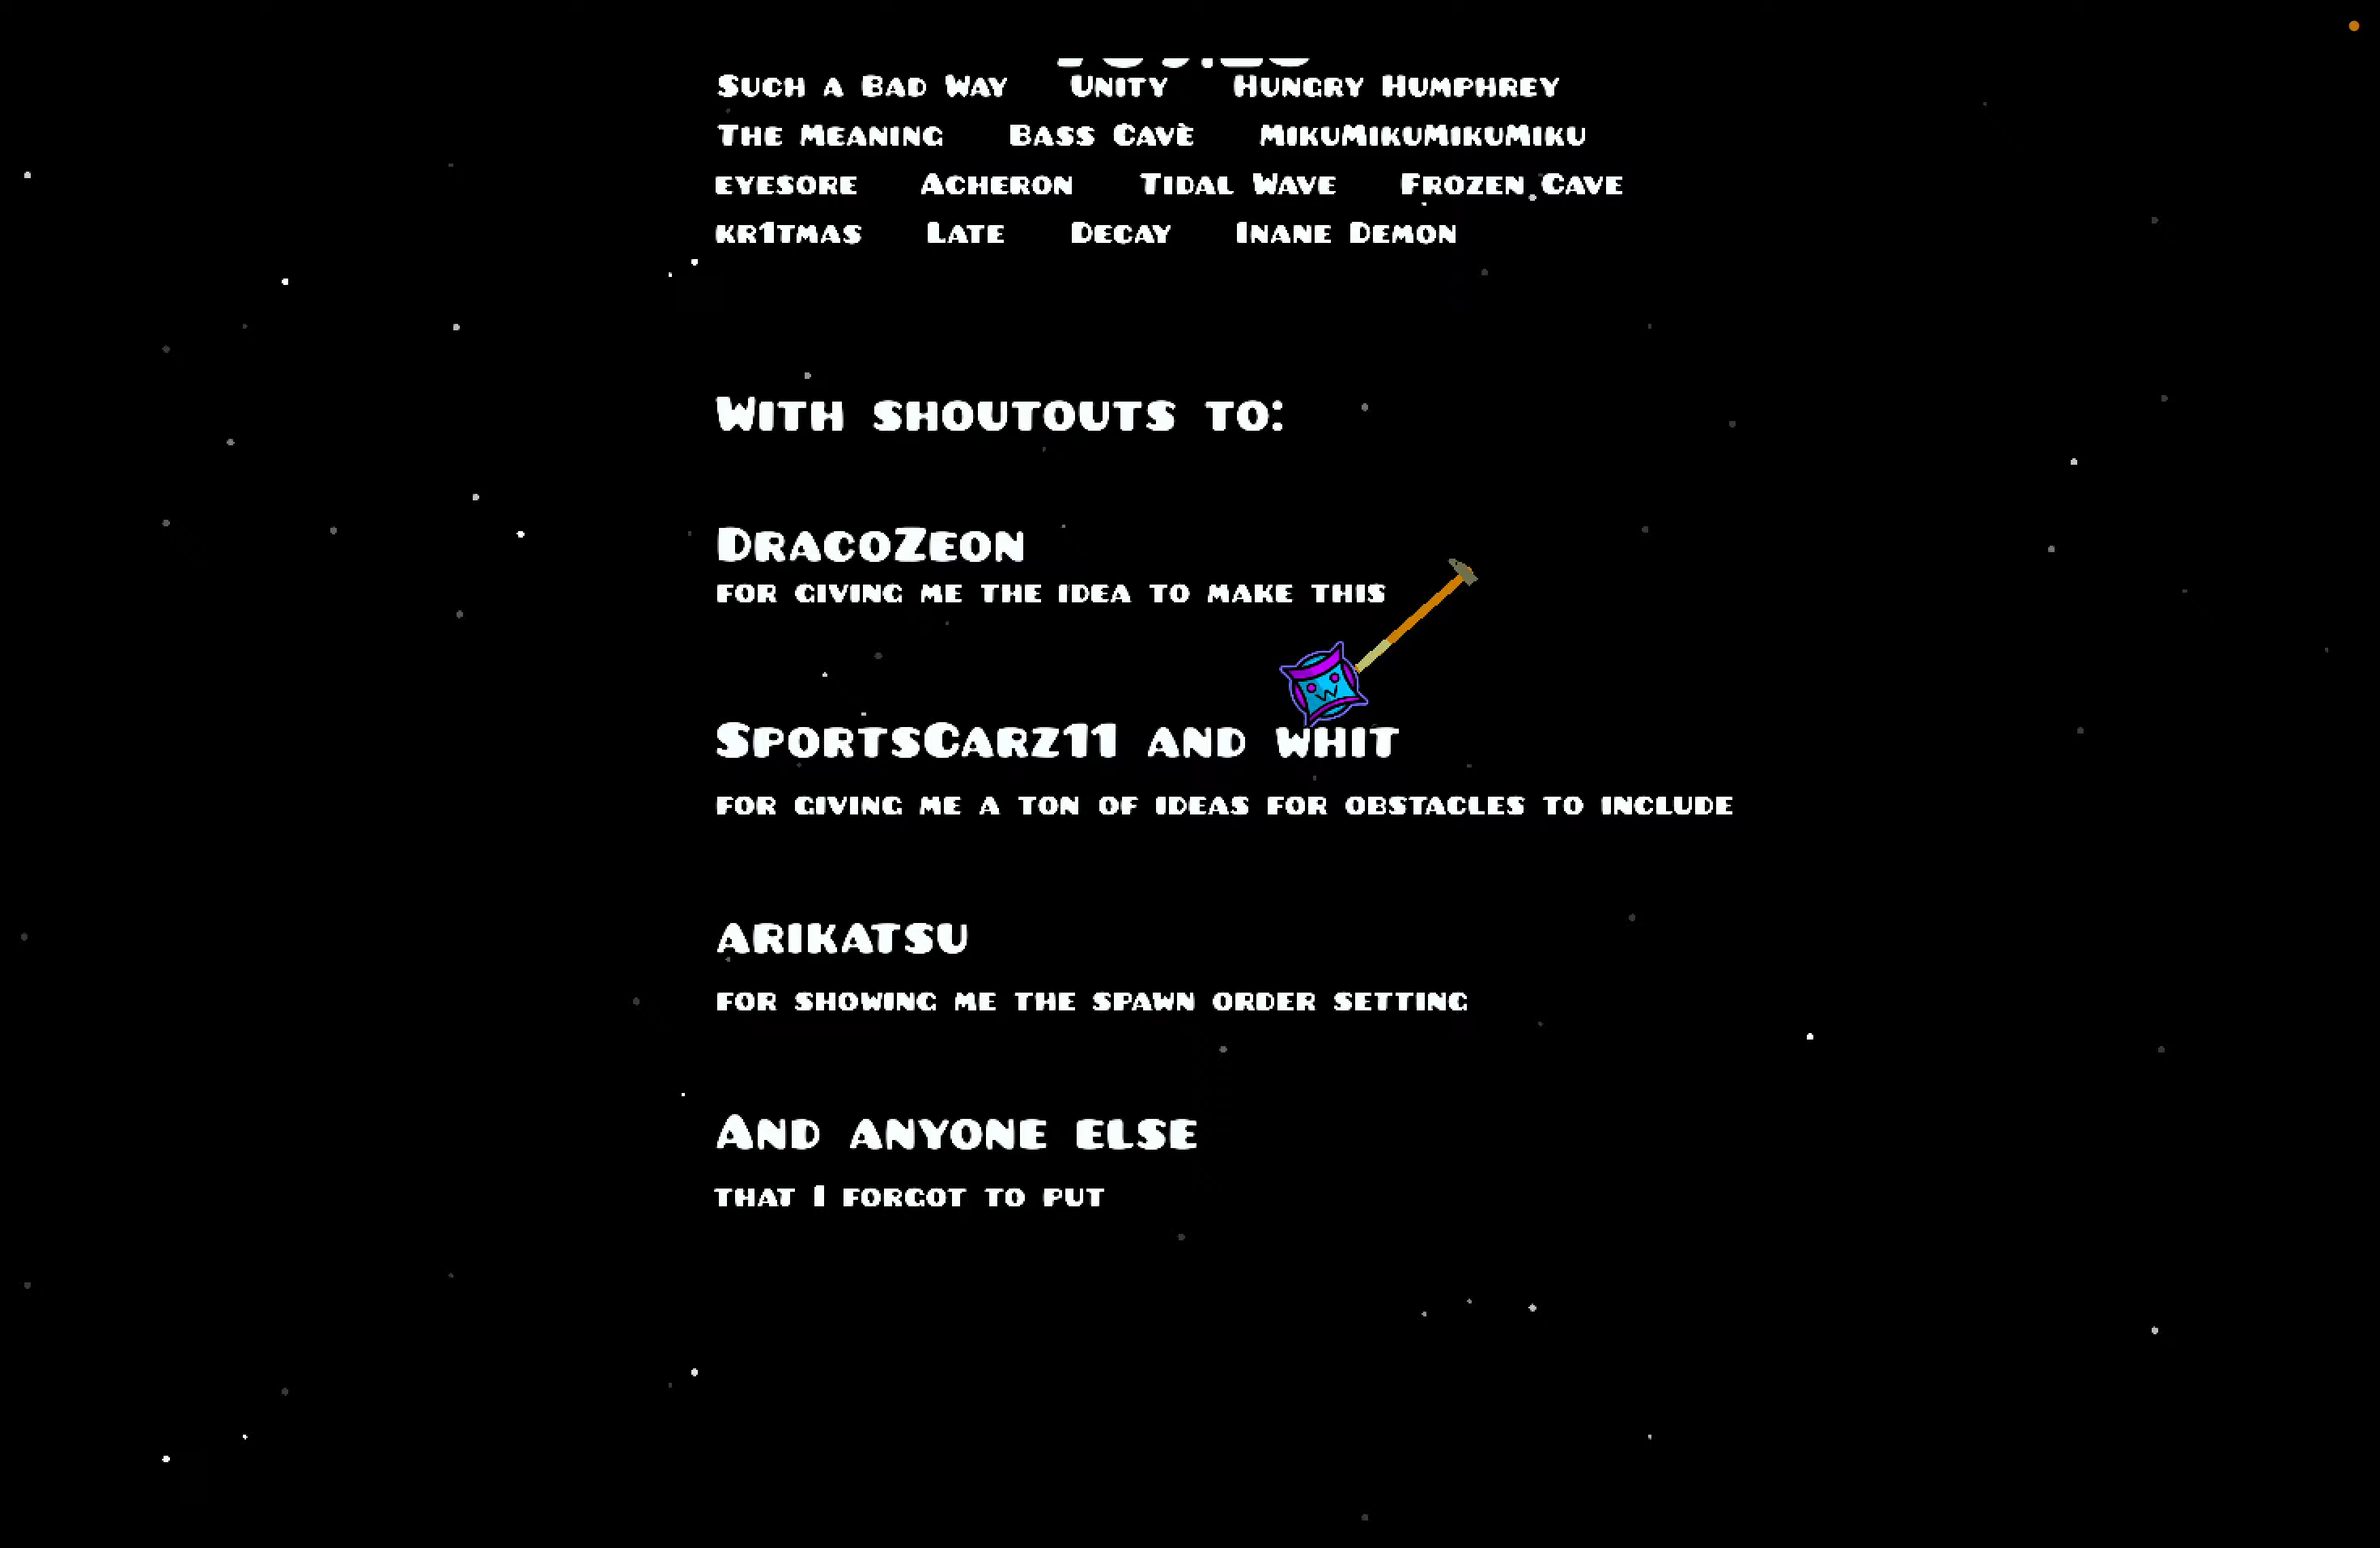 Such a Bad Way Unity Hungry Humphrey
The Meaning Bass Cave MikuMikuMikuMiku
eyesore Acheron Tidal Wave Frozen Cave
kr1tmas Late Decay Inane Demon
With shoutouts to:
DracoZeon
for giving me the idea to make this
SportsCarz11 and whit
for giving me a ton of ideas for obstacles to include
arikatsu
for showing me the spawn order setting
And anyone else
that I forgot to put